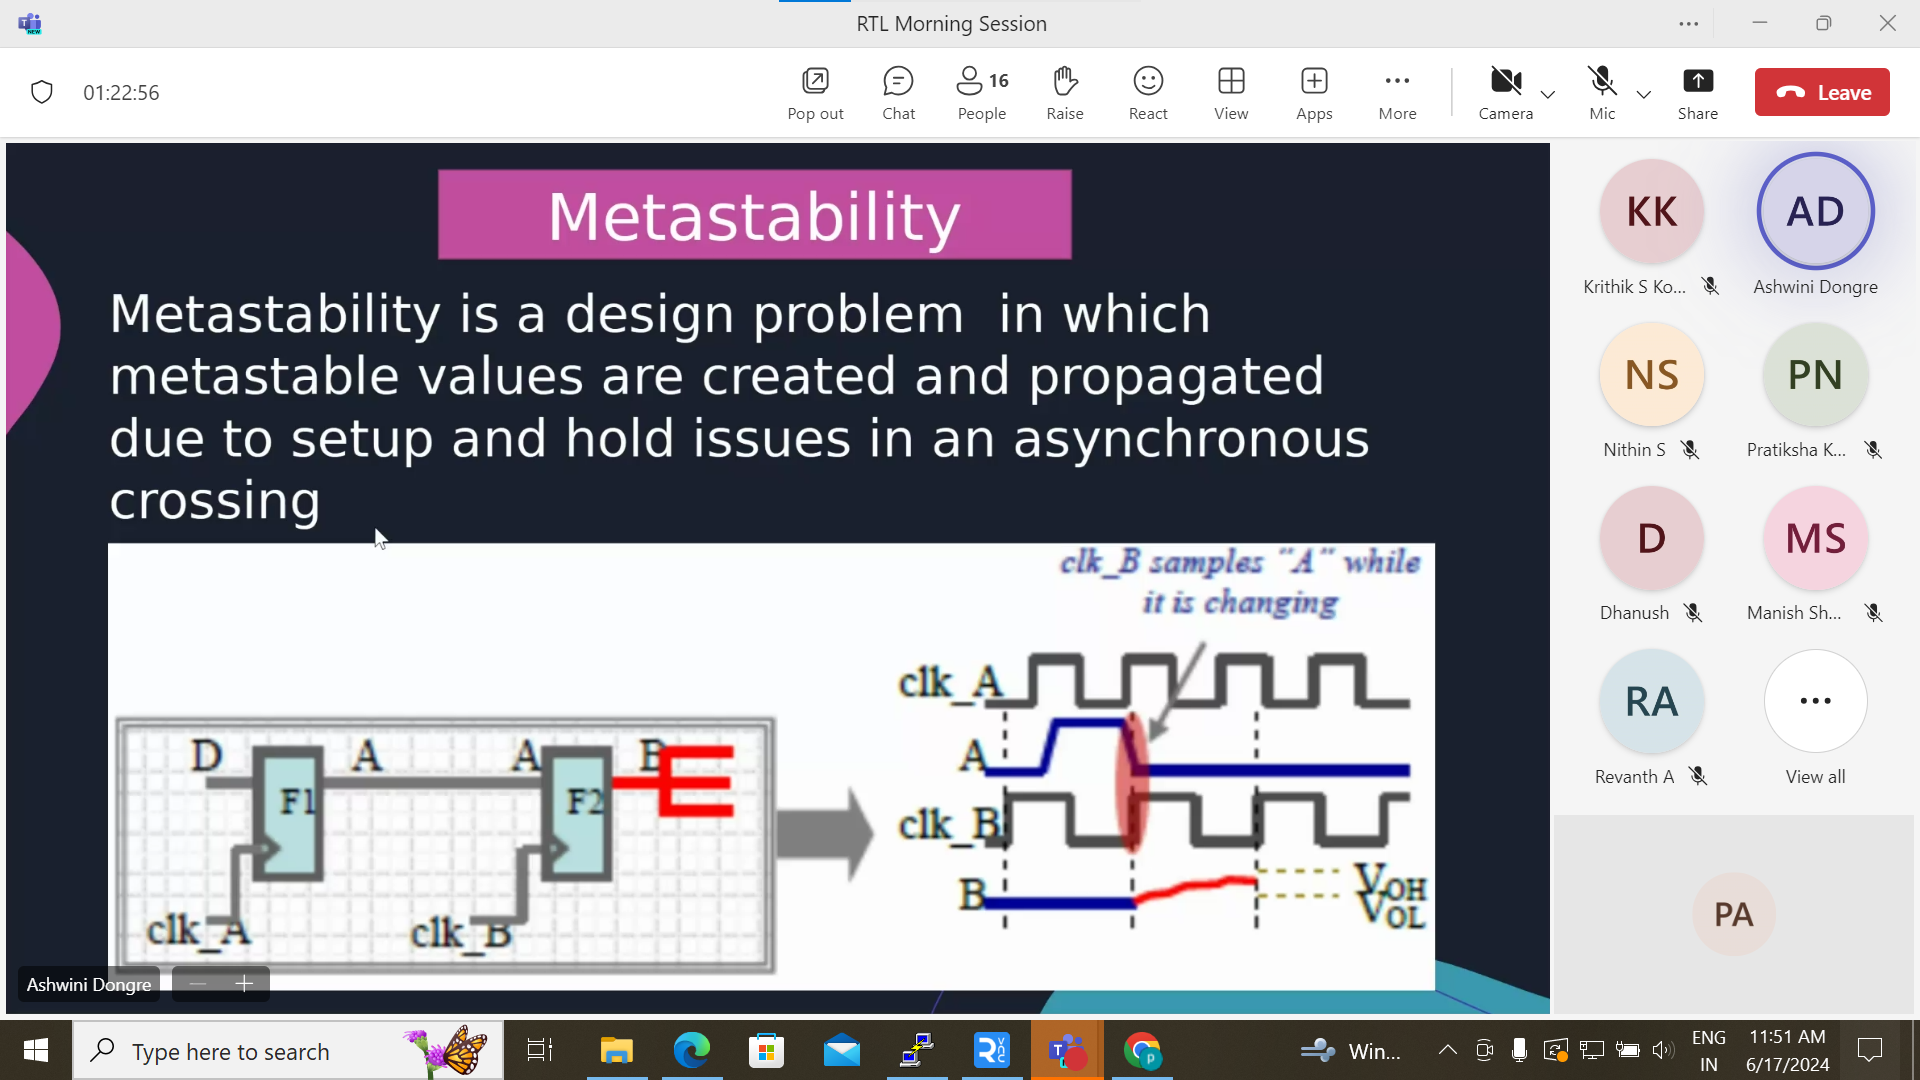 RTL Morning Session
NEW
01:22:56
Pop out
Chat
16
People
Raise
React
View
Apps
More
Camera
Mic
Share
Leave
Metastability
Metastability is a design problem in which
metastable values are created and propagated
due to setup and hold issues in an asynchronous
crossing
clk_B samples "A" while
it is changing
clk_A
A
clk_B
B
VOH
VOL
D
A
A
B
F1
F2
clk_A
clk_B
Ashwini Dongre
KK
Krithik S Ko...
AD
Ashwini Dongre
NS
Nithin S
PN
Pratiksha K...
D
Dhanush
MS
Manish Sh...
RA
Revanth A
...
View all
PA
Type here to search
Win...
ENG
IN
11:51 AM
6/17/2024